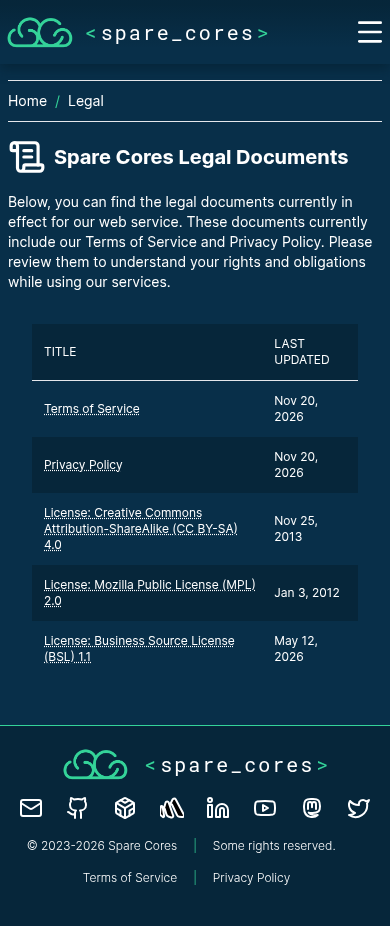 <spare_cores>
Home / Legal
Spare Cores Legal Documents
Below, you can find the legal documents currently in
effect for our web service. These documents currently
include our Terms of Service and Privacy Policy. Please
review them to understand your rights and obligations
while using our services.
TITLE
LAST
UPDATED
Terms of Service
Nov 20,
2026
Privacy Policy
Nov 20,
2026
License: Creative Commons
Attribution-ShareAlike (CC BY-SA)
4.0
Nov 25,
2013
License: Mozilla Public License (MPL)
2.0
Jan 3, 2012
License: Business Source License
(BSL) 1.1
May 12,
2026
<spare_cores>
© 2023-2026 Spare Cores | Some rights reserved.
Terms of Service | Privacy Policy